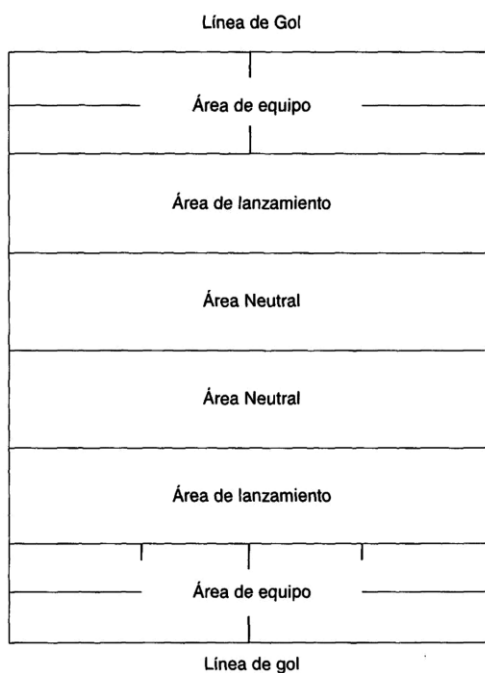 Línea de Gol
Área de equipo
Área de lanzamiento
Área Neutral
Área Neutral
Área de lanzamiento
Área de equipo
Línea de gol